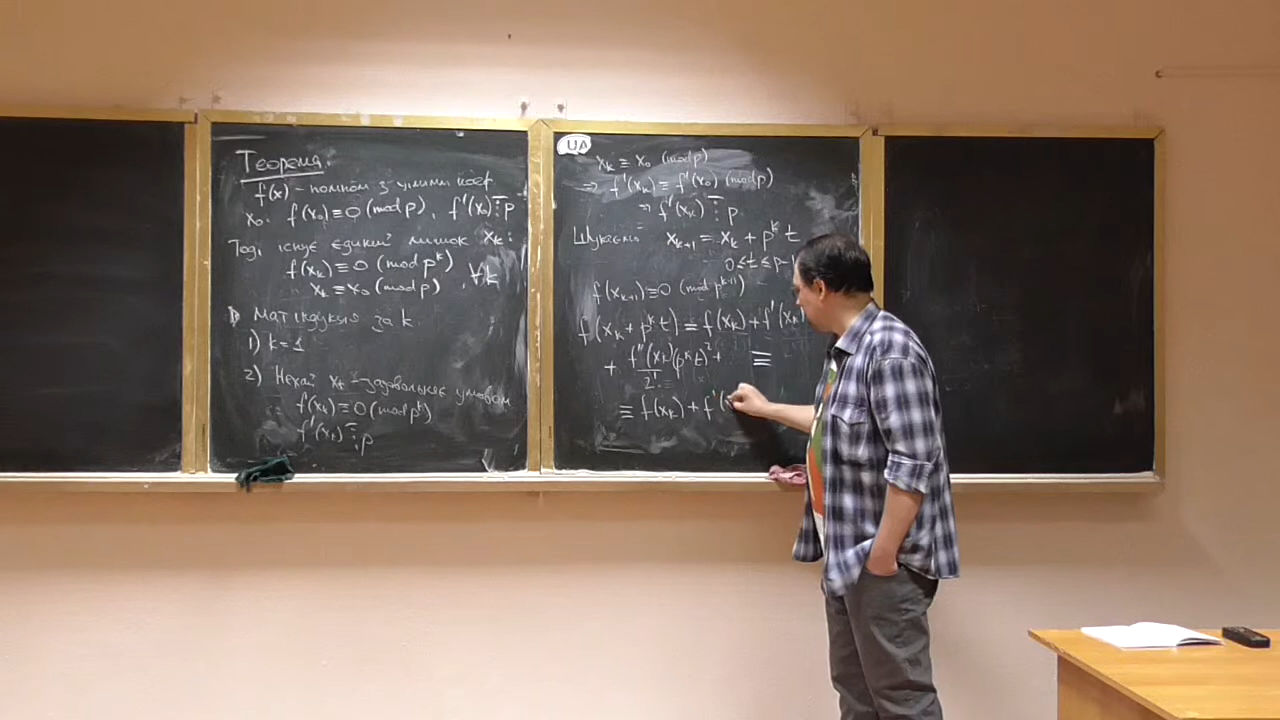 Теорема.
f(x) – поліном з цілими коеф
x₀: f(x₀) ≡ 0 (mod p), f'(x₀) ⋮̅ p
Тоді існує єдиний лишок xₖ:
f(xₖ) ≡ 0 (mod pᵏ)
xₖ ≡ x₀ (mod p), ∀k
Мат індукція за k.
1) k=1
2) Нехай xₖ – задовольняє умовам
f(xₖ) ≡ 0 (mod pᵏ)
f'(xₖ) ⋮̅ p
UA
xₖ ≡ x₀ (mod p)
⇒ f'(xₖ) ≡ f'(x₀) (mod p)
⇒ f'(xₖ) ⋮̅ p
Шукаємо xₖ₊₁ = xₖ + pᵏ t
0 ≤ t ≤ p-1
f(xₖ₊₁) ≡ 0 (mod pᵏ⁺¹)
f(xₖ + pᵏ t) = f(xₖ) + f'(xₖ)
+ f''(xₖ)/2! (pᵏ t)² + ≡
≡ f(xₖ) + f'(